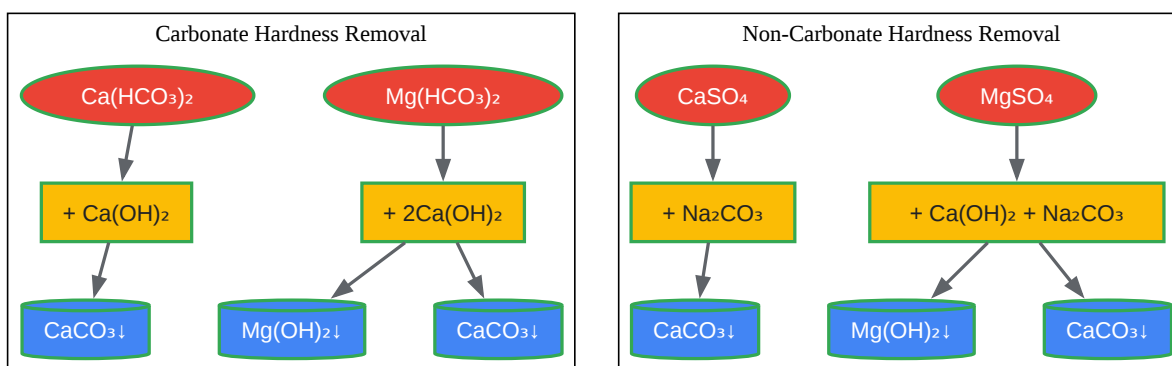 Carbonate Hardness Removal
Ca(HCO₃)₂
Mg(HCO₃)₂
+ Ca(OH)₂
+ 2Ca(OH)₂
CaCO₃↓
Mg(OH)₂↓
CaCO₃↓
Non-Carbonate Hardness Removal
CaSO₄
MgSO₄
+ Na₂CO₃
+ Ca(OH)₂ + Na₂CO₃
CaCO₃↓
Mg(OH)₂↓
CaCO₃↓